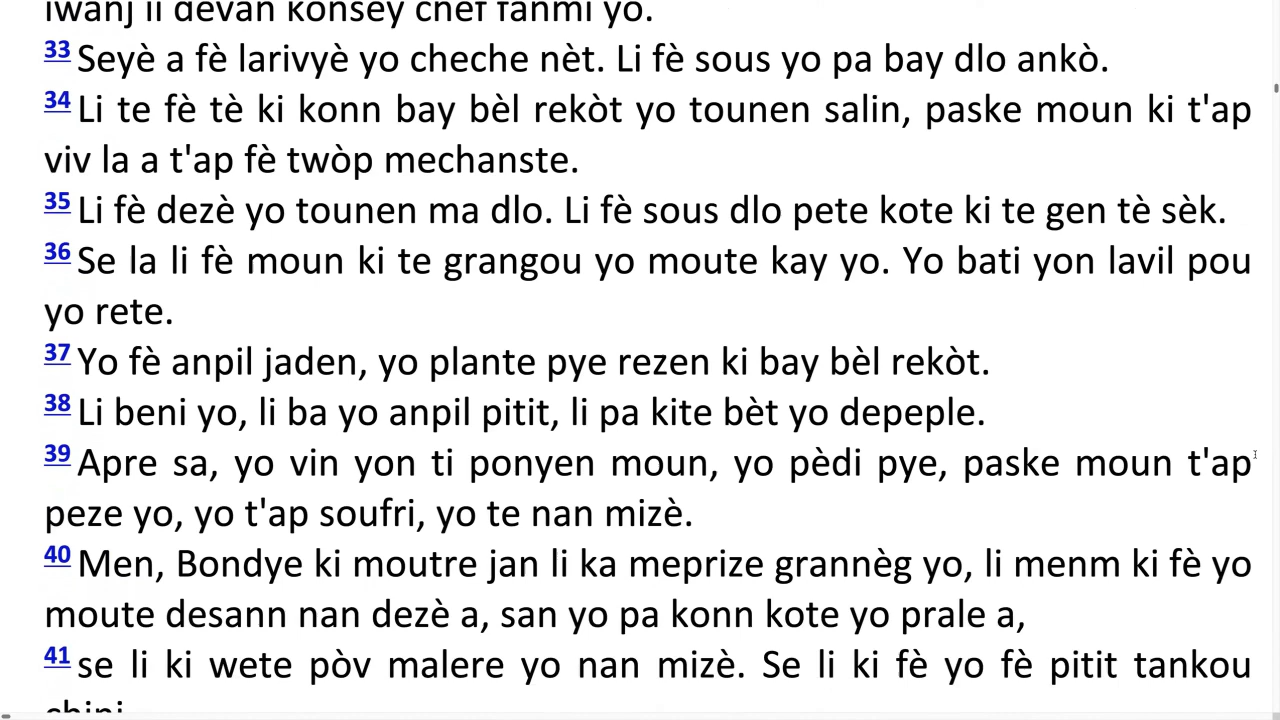 lwanj li devan konsèy chèf fanmi yo.
33 Seyè a fè larivyè yo cheche nèt. Li fè sous yo pa bay dlo ankò.
34 Li te fè tè ki konn bay bèl rekòt yo tounen salin, paske moun ki t'ap
viv la a t'ap fè twòp mechanste.
35 Li fè dezè yo tounen ma dlo. Li fè sous dlo pete kote ki te gen tè sèk.
36 Se la li fè moun ki te grangou yo moute kay yo. Yo bati yon lavil pou
yo rete.
37 Yo fè anpil jaden, yo plante pye rezen ki bay bèl rekòt.
38 Li beni yo, li ba yo anpil pitit, li pa kite bèt yo depeple.
39 Apre sa, yo vin yon ti ponyen moun, yo pèdi pye, paske moun t'ap
peze yo, yo t'ap soufri, yo te nan mizè.
40 Men, Bondye ki moutre jan li ka meprize grannèg yo, li menm ki fè yo
moute desann nan dezè a, san yo pa konn kote yo prale a,
41 se li ki wete pòv malere yo nan mizè. Se li ki fè yo fè pitit tankou